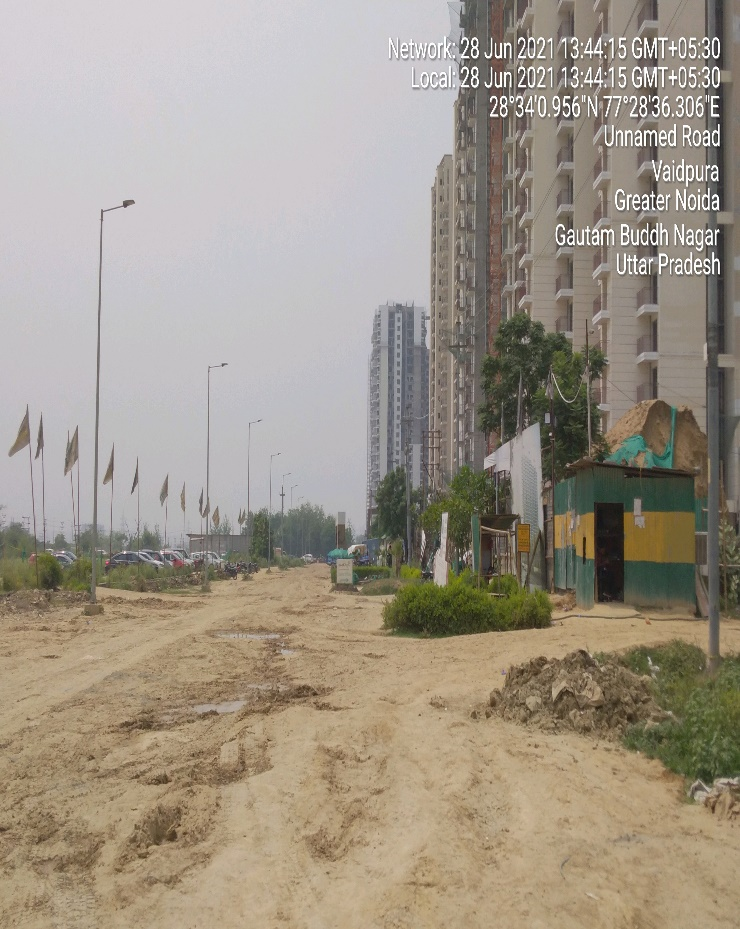 Network: 28 Jun 2021 13:44:15 GMT+05:30
Local: 28 Jun 2021 13:44:15 GMT+05:30
28°34'0.956"N 77°28'36.306"E
Unnamed Road
Vaidpura
Greater Noida
Gautam Buddh Nagar
Uttar Pradesh